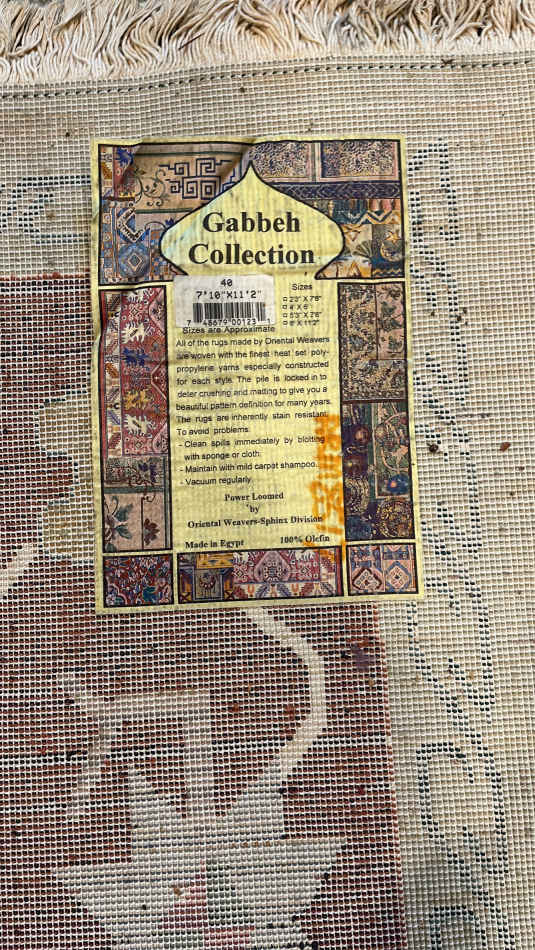 Gabbeh
Collection
40
7'10"X11'2"
Sizes
2'3" X 7'6"
4' X 6'
5'3" X 7'6"
8' X 11'2"
Sizes are Approximate
All of the rugs made by Oriental Weavers
are woven with the finest heat set poly-
propylene yarns especially constructed
for each style. The pile is locked in to
deter crushing and matting to give you a
beautiful pattern definition for many years.
The rugs are inherently stain resistant.
To avoid problems:
- Clean spills immediately by blotting
with sponge or cloth.
- Maintain with mild carpet shampoo.
- Vacuum regularly.
Power Loomed
by
Oriental Weavers-Sphinx Division
Made in Egypt 100% Olefin